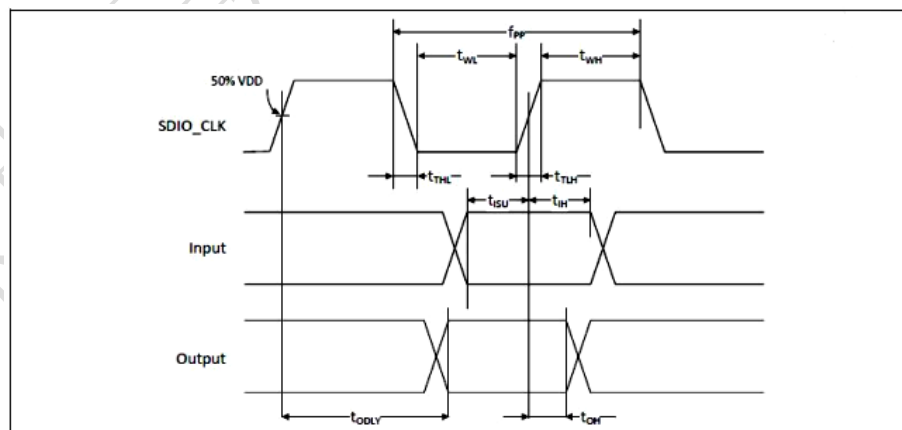 fPP
tWL
tWH
50% VDD
SDIO_CLK
tTHL
tTLH
tISU
tIH
Input
Output
tODLY
tOH